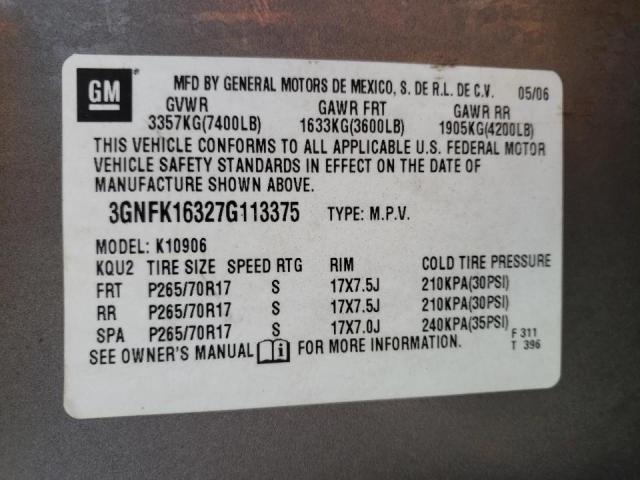 GM
MFD BY GENERAL MOTORS DE MEXICO, S. DE R.L. DE C.V. 05/06
GVWR GAWR FRT GAWR RR
3357KG(7400LB) 1633KG(3600LB) 1905KG(4200LB)
THIS VEHICLE CONFORMS TO ALL APPLICABLE U.S. FEDERAL MOTOR
VEHICLE SAFETY STANDARDS IN EFFECT ON THE DATE OF
MANUFACTURE SHOWN ABOVE.
3GNFK16327G113375 TYPE: M.P.V.
MODEL: K10906
KQU2 TIRE SIZE SPEED RTG RIM COLD TIRE PRESSURE
FRT P265/70R17 S 17X7.5J 210KPA(30PSI)
RR P265/70R17 S 17X7.5J 210KPA(30PSI)
SPA P265/70R17 S 17X7.0J 240KPA(35PSI)
F 311
T 396
SEE OWNER'S MANUAL i FOR MORE INFORMATION.